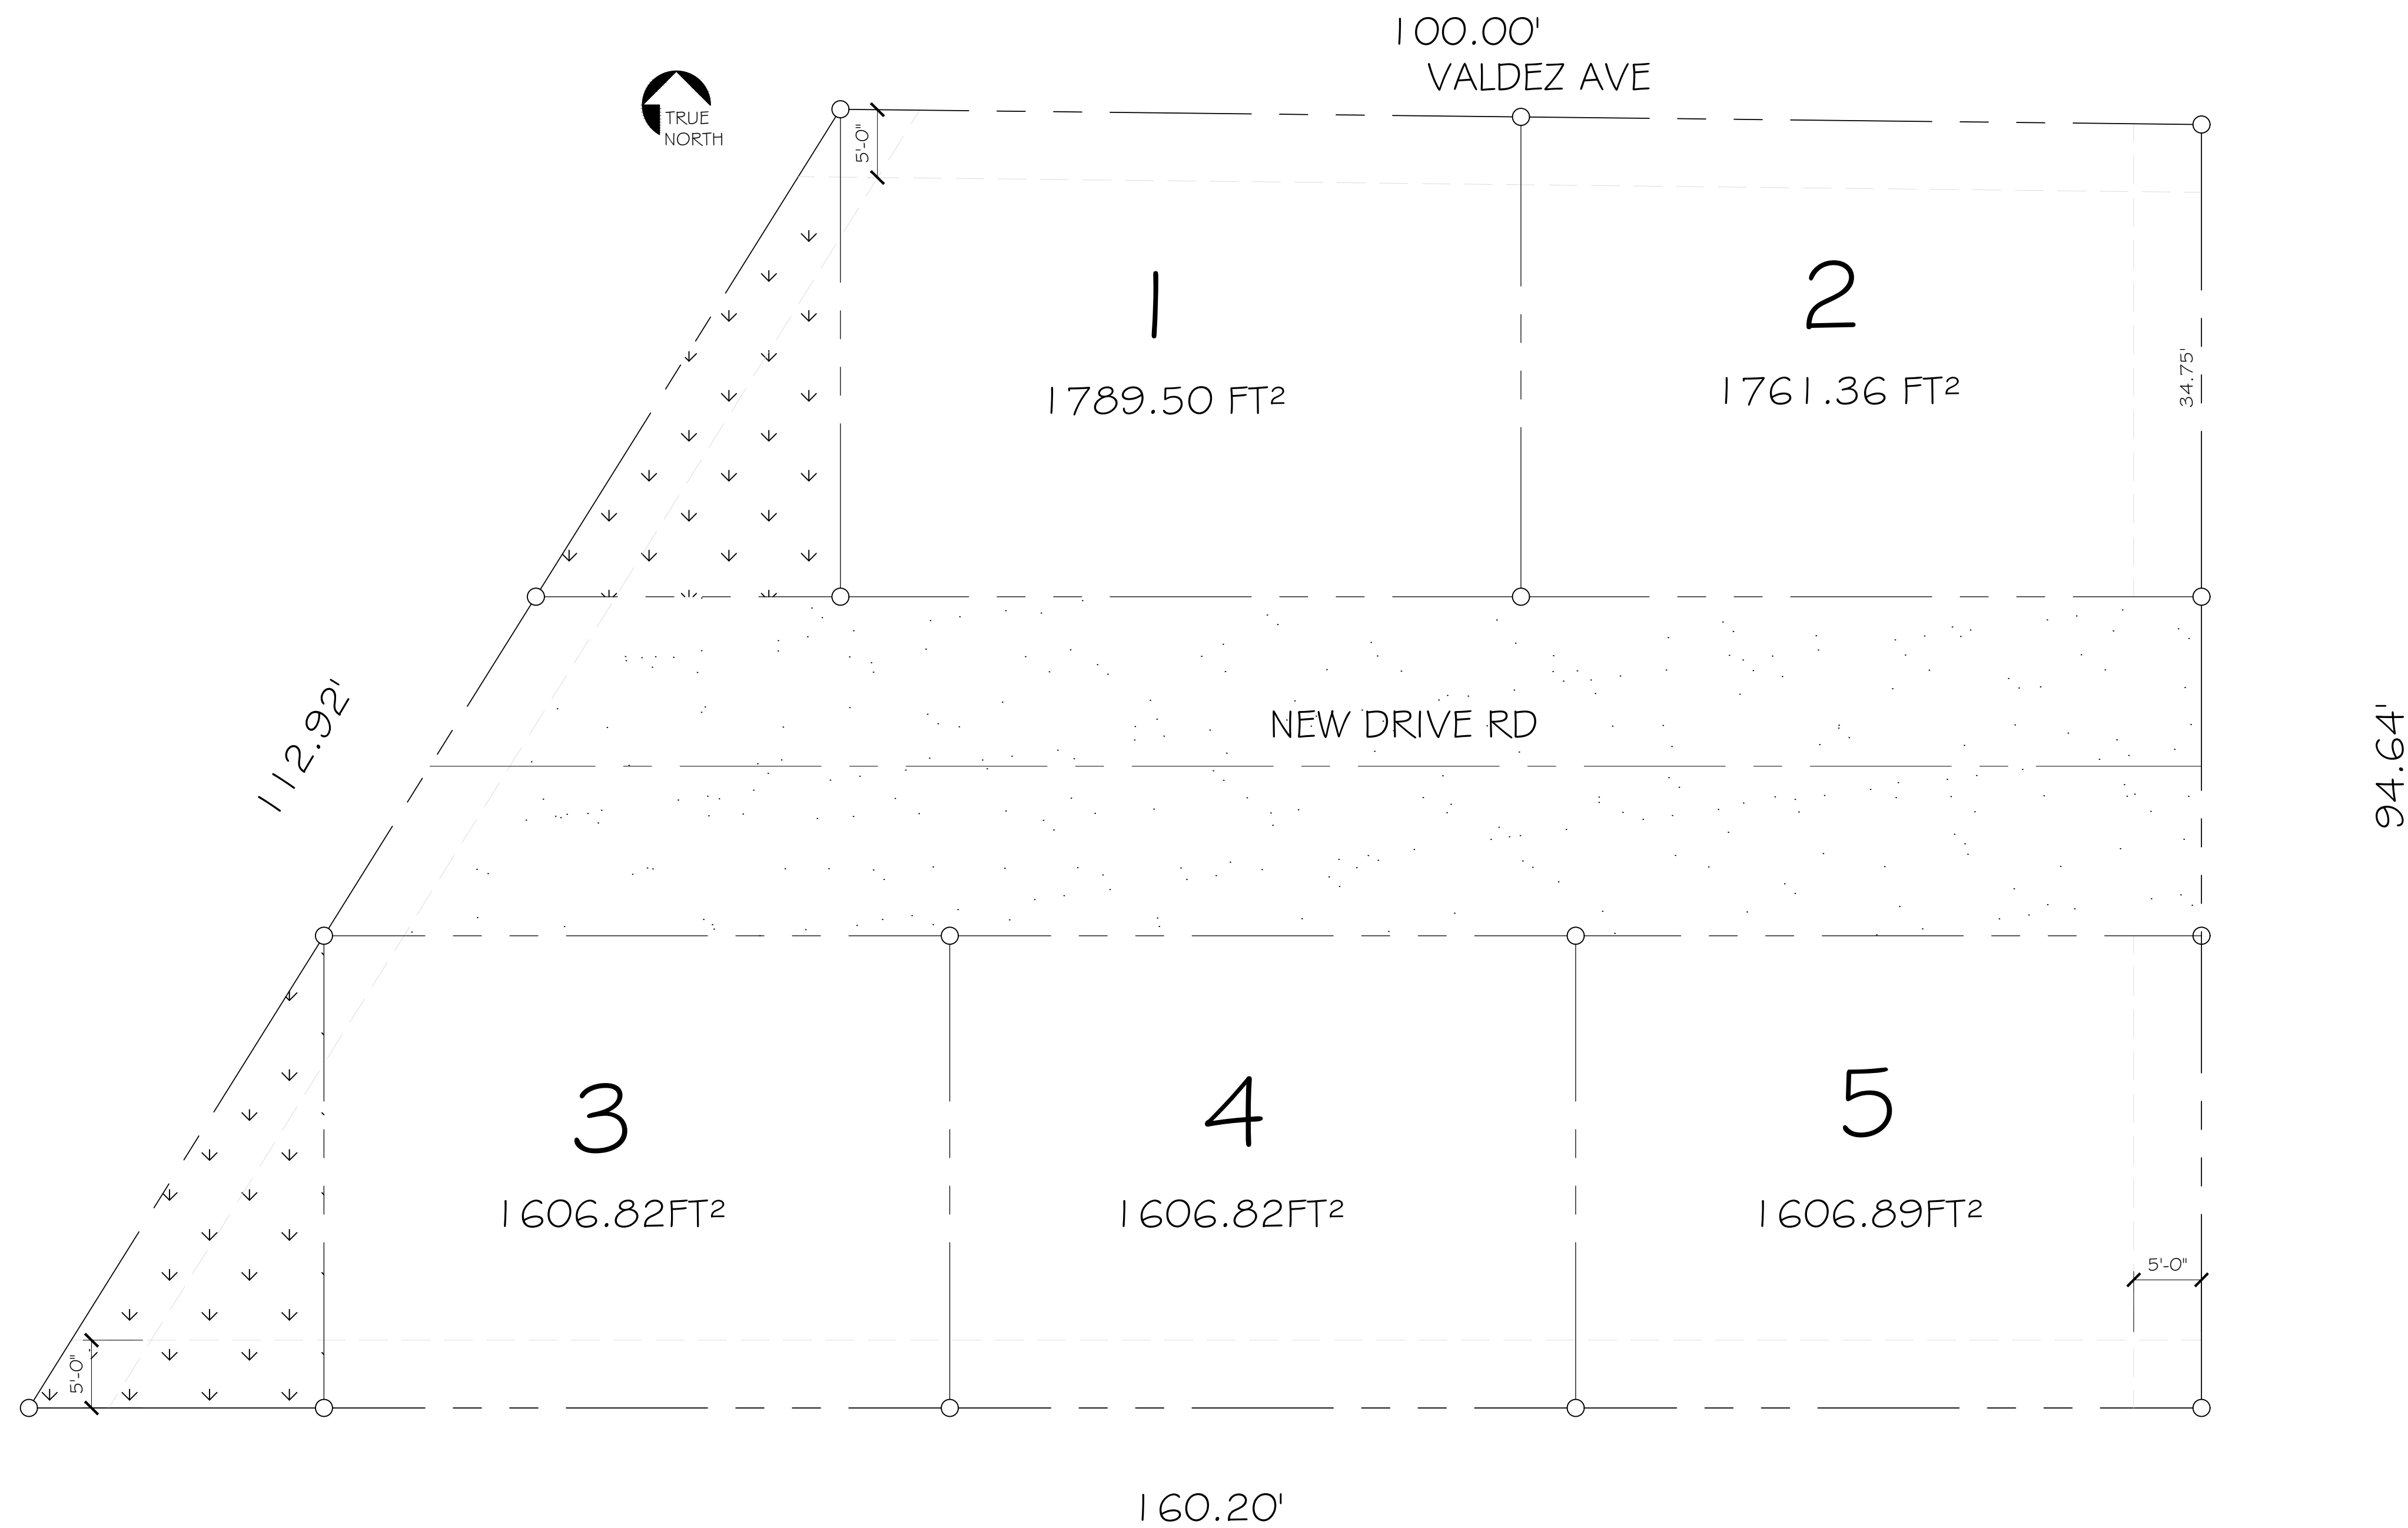 100.00'
VALDEZ AVE
TRUE
NORTH
5'-0"
1
2
1789.50 FT²
1761.36 FT²
34.75'
NEW DRIVE RD
112.92'
94.64'
3
4
5
1606.82FT²
1606.82FT²
1606.89FT²
5'-0"
5'-0"
160.20'